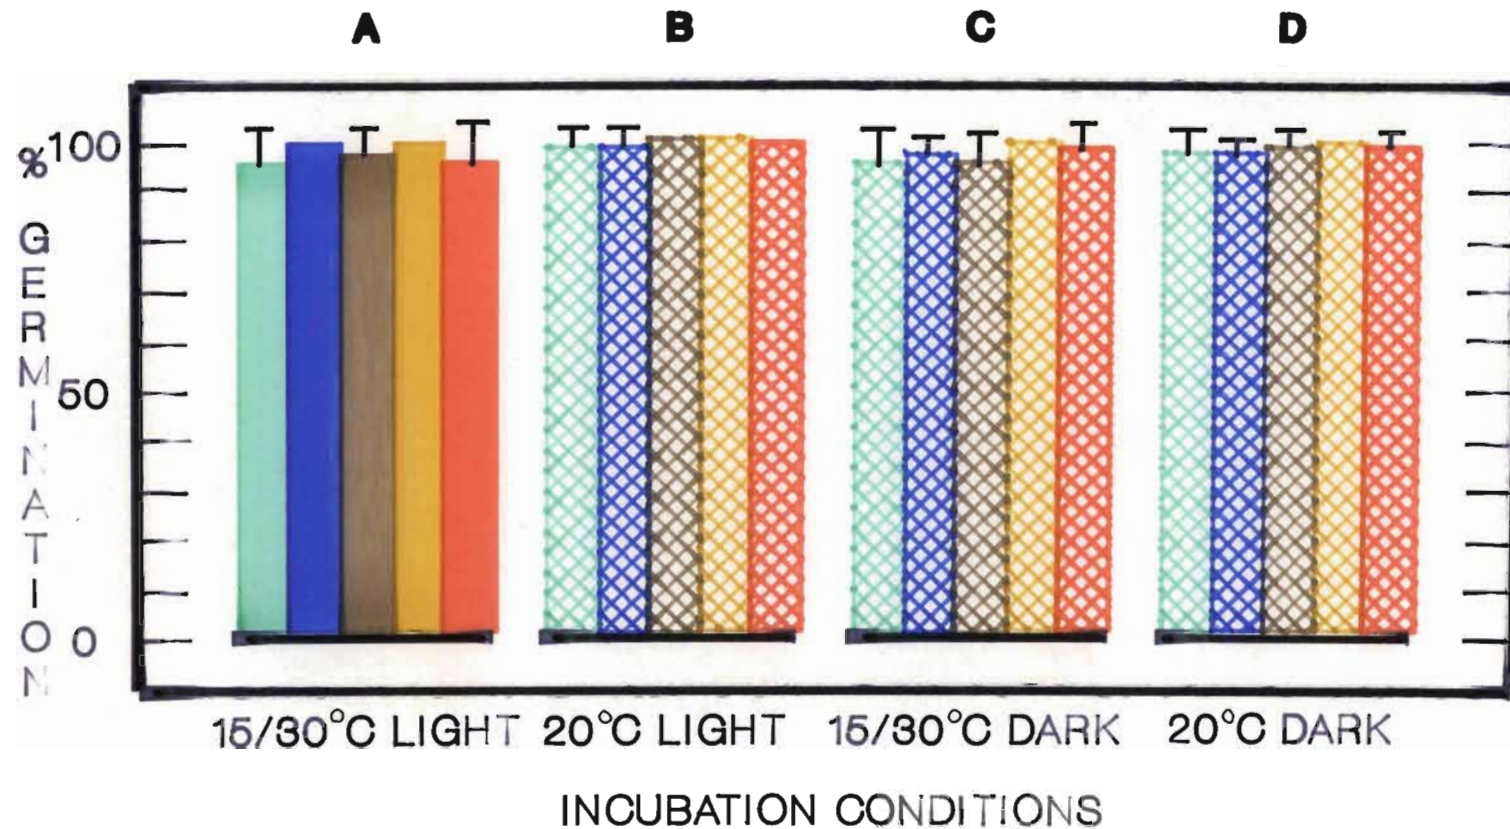 A B C D
%100
GERMINATION
50
0
15/30°C LIGHT 20°C LIGHT 15/30°C DARK 20°C DARK
INCUBATION CONDITIONS